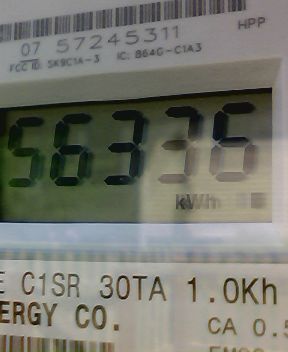 HPP
07 57245311
FCC ID: SK9C1A-3 IC: 864G-C1A3
56336
kWh
E C1SR 30TA 1.0Kh
ERGY CO.
CA 0.5